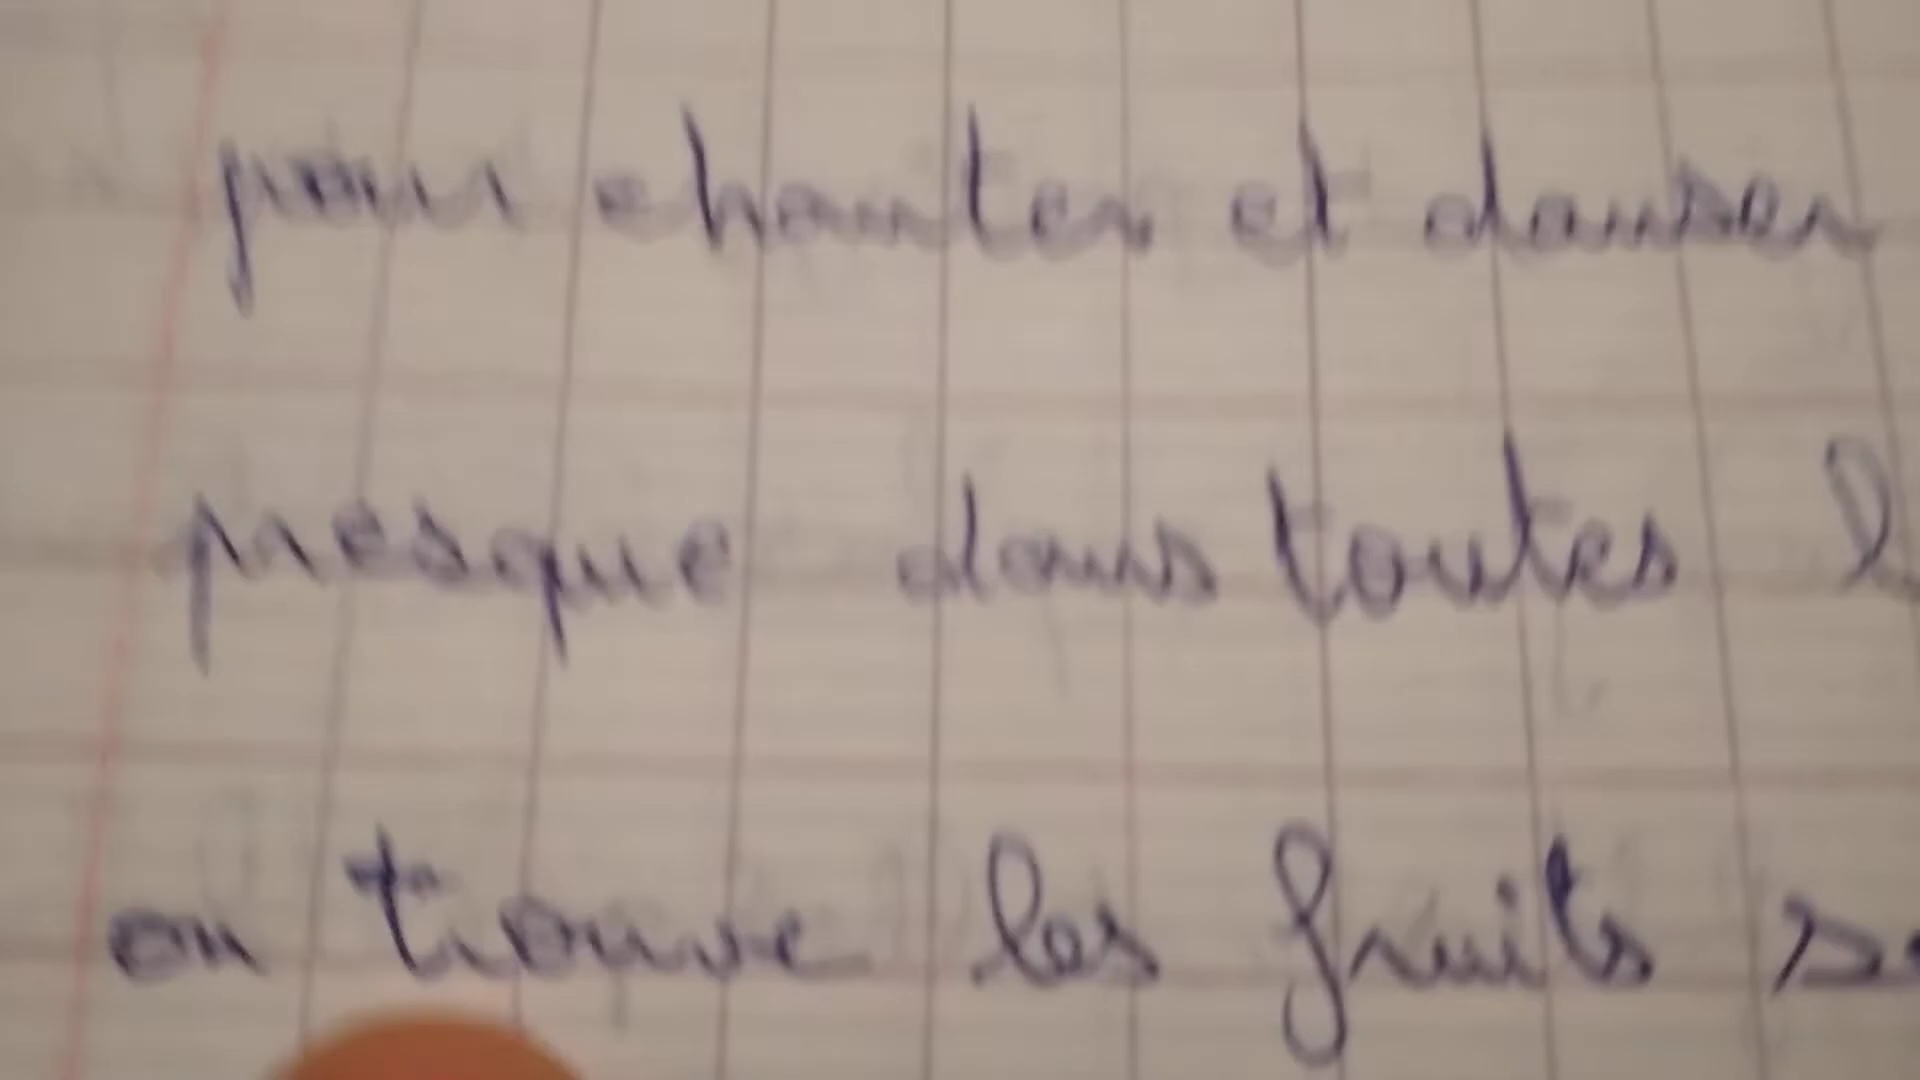 pour chanter et danser
presque dans toutes
on trouve les fruits